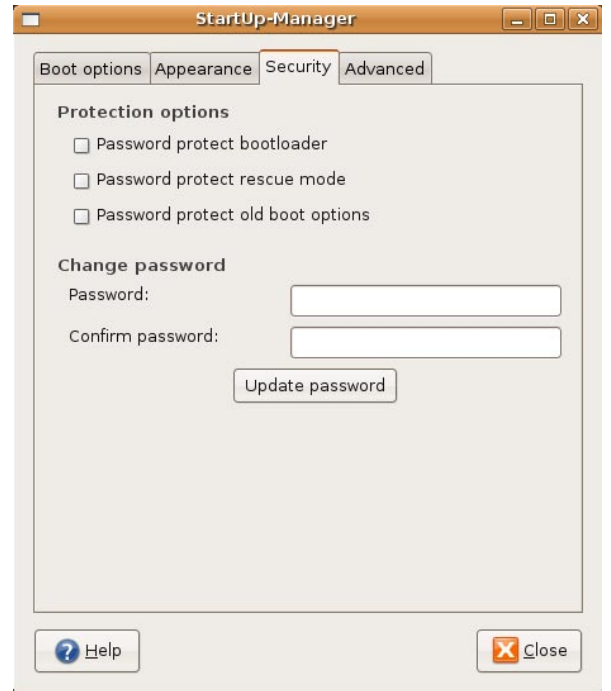 StartUp-Manager
Boot options Appearance Security Advanced
Protection options
Password protect bootloader
Password protect rescue mode
Password protect old boot options
Change password
Password:
Confirm password:
Update password
Help Close